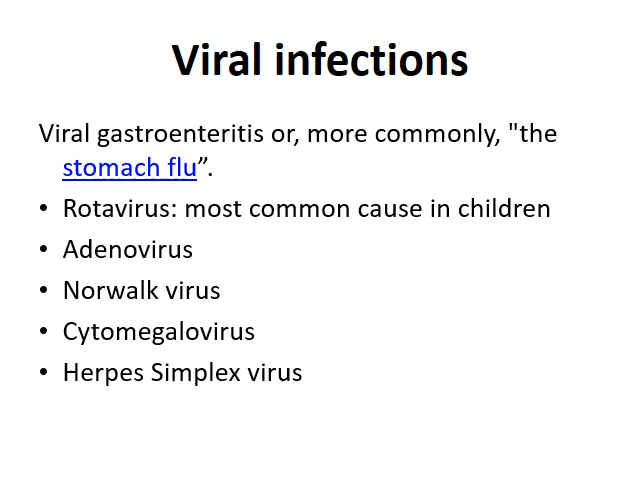 Viral infections
Viral gastroenteritis or, more commonly, "the
stomach flu”.
• Rotavirus: most common cause in children
• Adenovirus
• Norwalk virus
• Cytomegalovirus
• Herpes Simplex virus